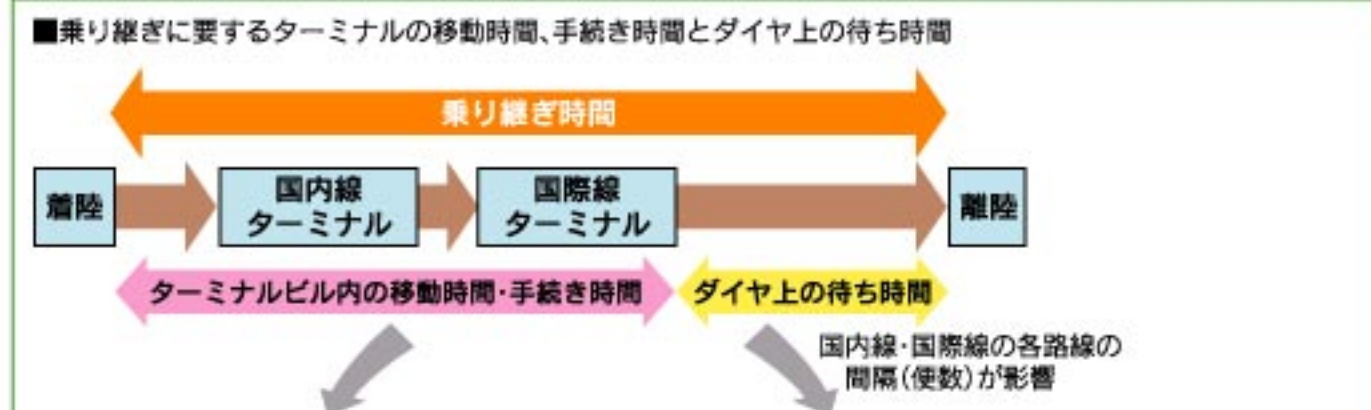 ■乗り継ぎに要するターミナルの移動時間、手続き時間とダイヤ上の待ち時間
乗り継ぎ時間
着陸
国内線
ターミナル
国際線
ターミナル
離陸
ターミナルビル内の移動時間・手続き時間
ダイヤ上の待ち時間
国内線・国際線の各路線の
間隔(便数)が影響